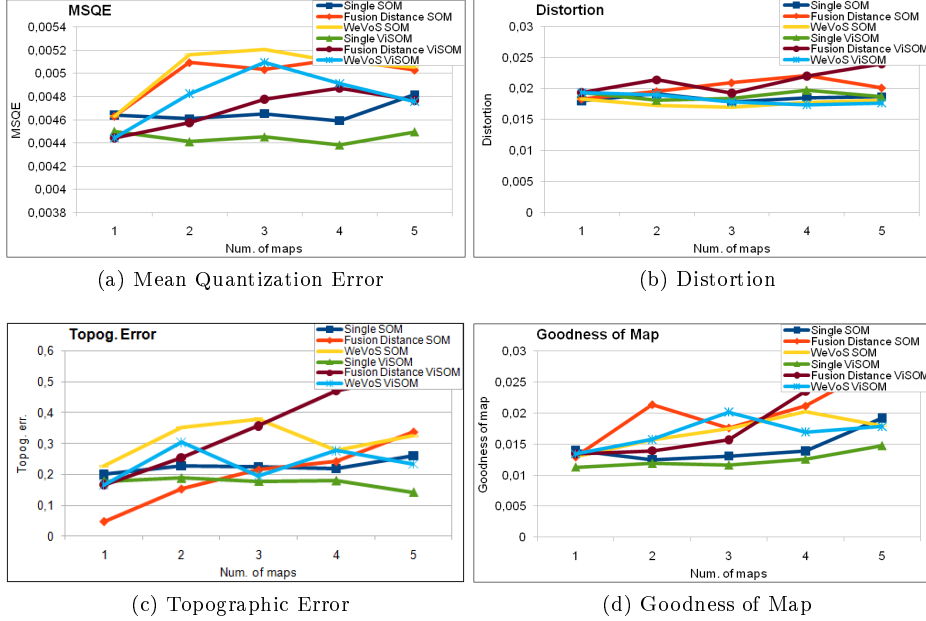 MSQE
Single SOM
Fusion Distance SOM
WeVoS SOM
Single ViSOM
Fusion Distance ViSOM
WeVoS ViSOM
0,0054
0,0052
0,005
0,0048
0,0046
0,0044
0,0042
0,004
0,0038
MSQE
1 2 3 4 5
Num. of maps
(a) Mean Quantization Error
Distortion
Single SOM
Fusion Distance SOM
WeVoS SOM
Single ViSOM
Fusion Distance ViSOM
WeVoS ViSOM
0,03
0,025
0,02
0,015
0,01
0,005
0
Distortion
1 2 3 4 5
Num. of maps
(b) Distortion
Topog. Error
Single SOM
Fusion Distance SOM
WeVoS SOM
Single ViSOM
Fusion Distance ViSOM
WeVoS ViSOM
0,6
0,5
0,4
0,3
0,2
0,1
0
Topog. err.
1 2 3 4 5
Num. of maps
(c) Topographic Error
Goodness of Map
Single SOM
Fusion Distance SOM
WeVoS SOM
Single ViSOM
Fusion Distance ViSOM
WeVoS ViSOM
0,03
0,025
0,02
0,015
0,01
0,005
0
Goodness of map
1 2 3 4 5
Num. of maps
(d) Goodness of Map